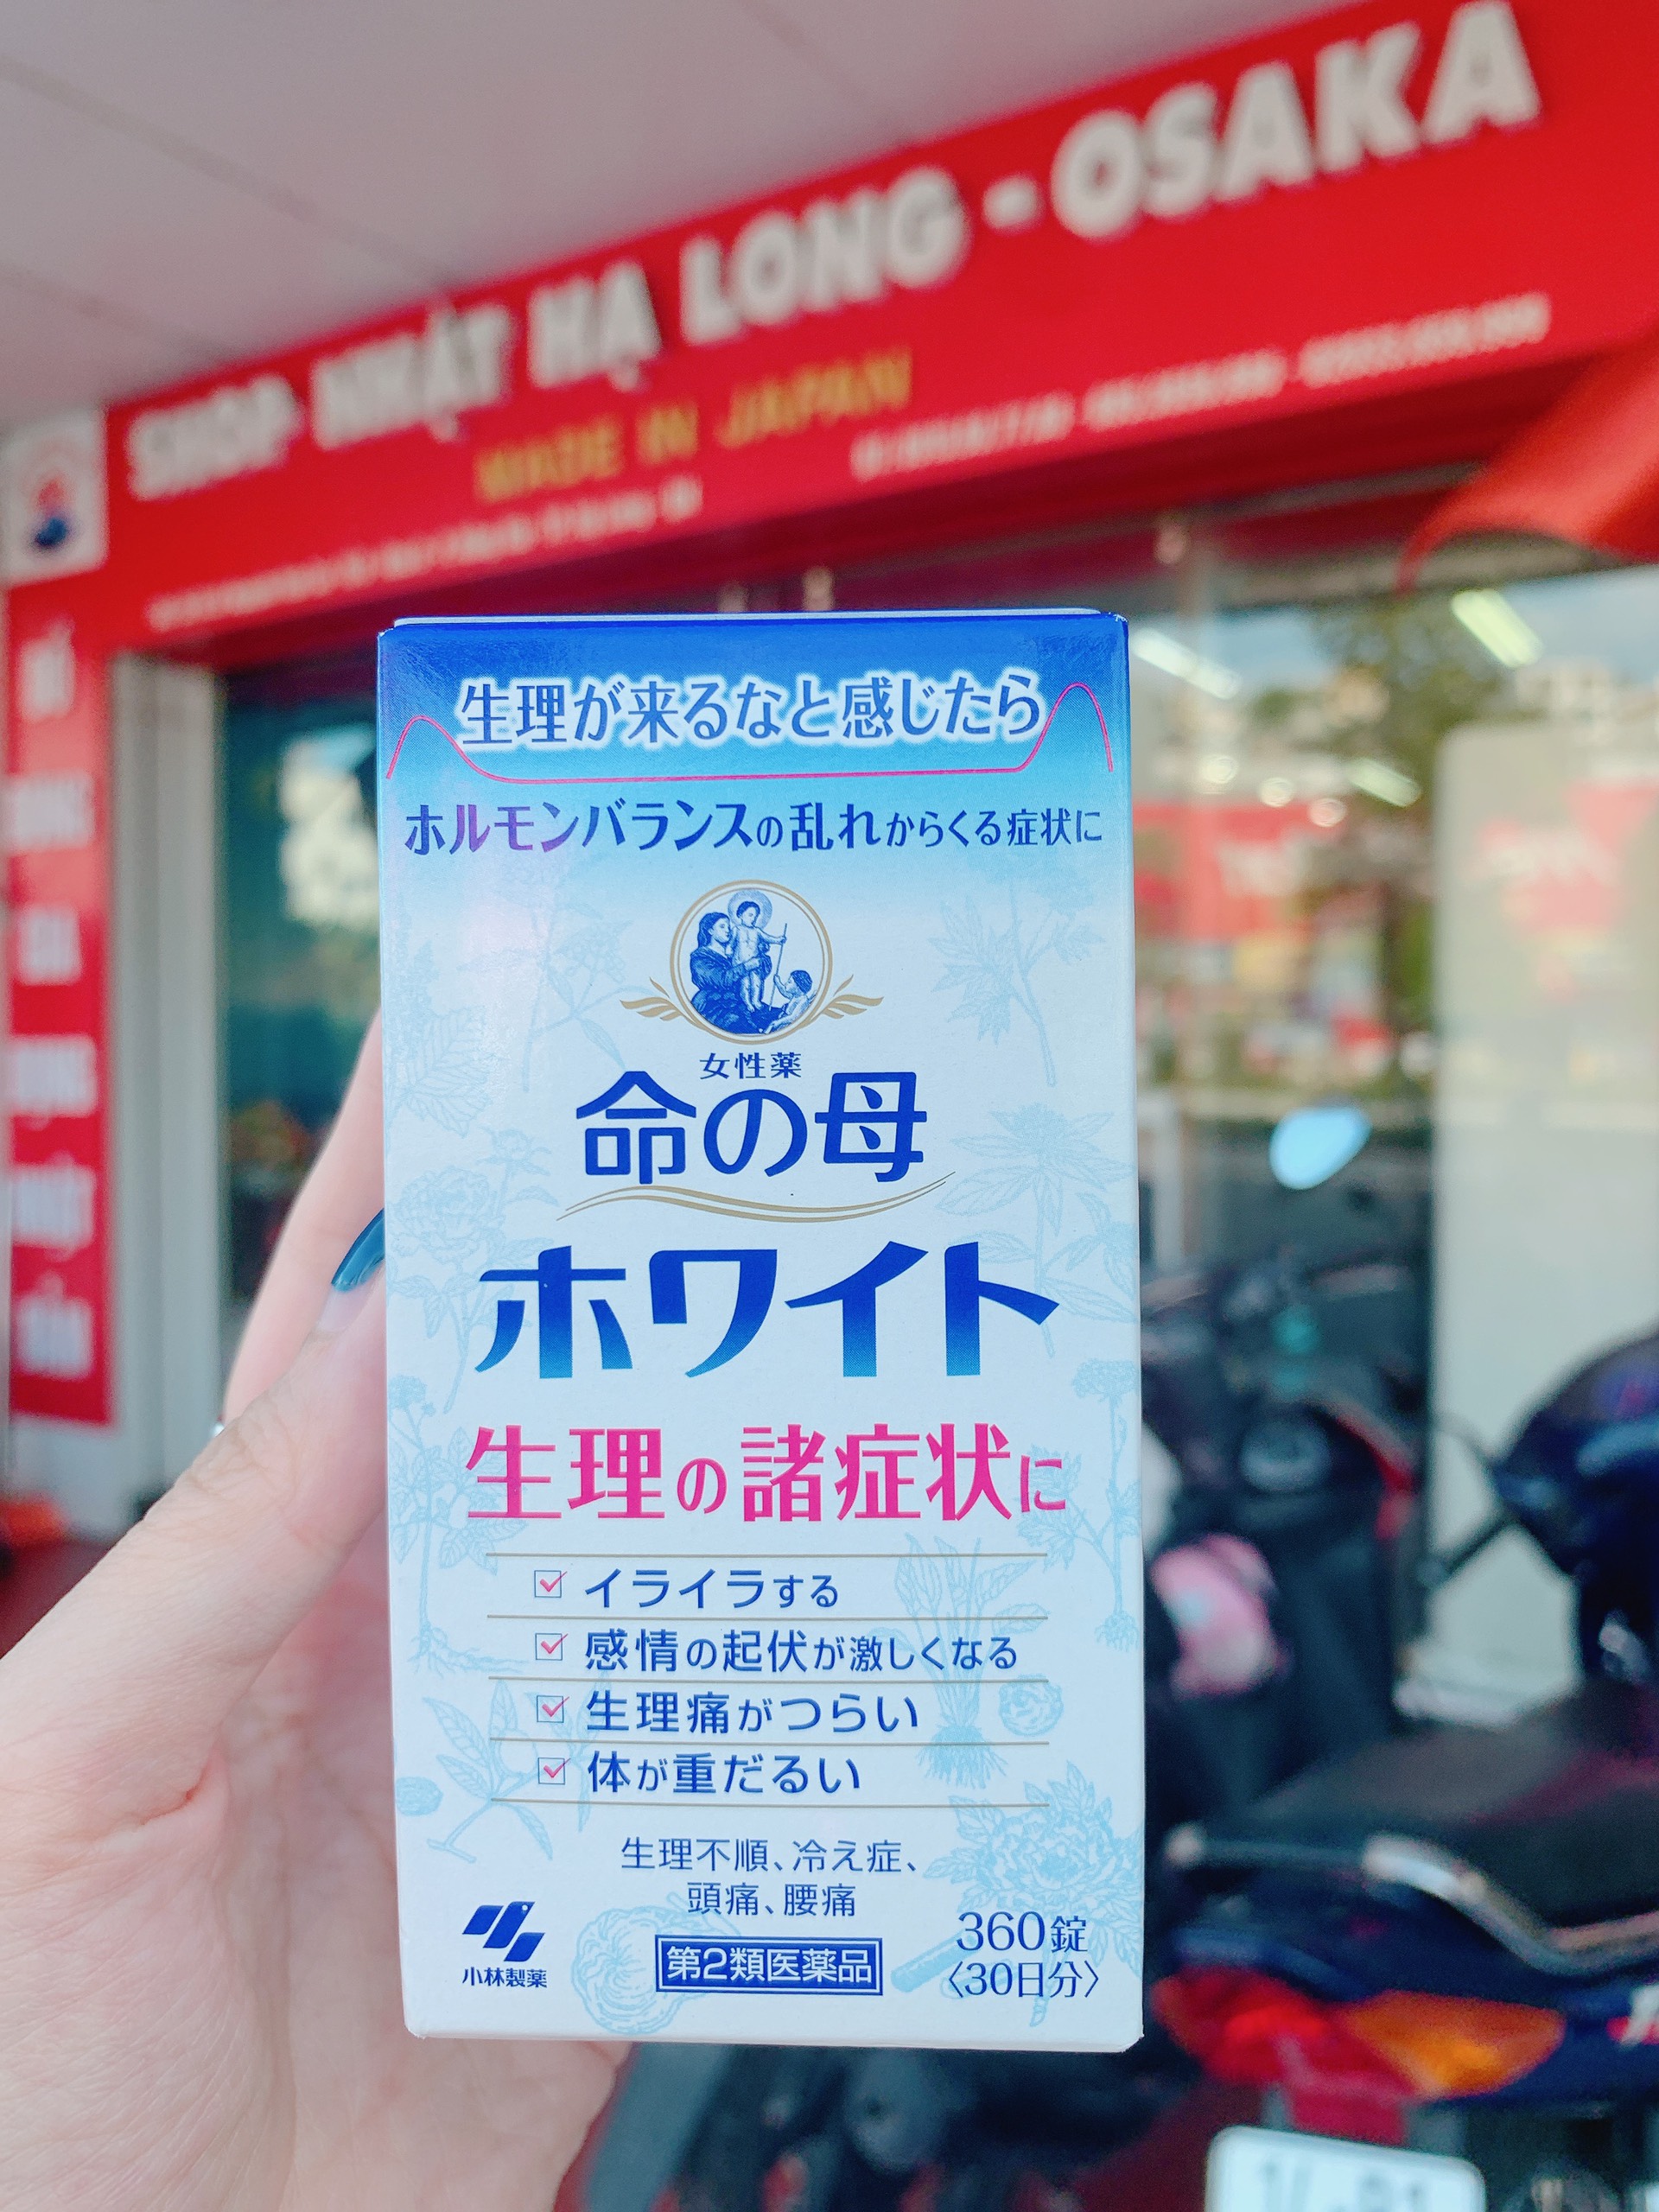 SHOP NHẬT HẠ LONG - OSAKA
MADE IN JAPAN
生理が来るなと感じたら
ホルモンバランスの乱れからくる症状に
女性薬
命の母
ホワイト
生理の諸症状に
イライラする
感情の起伏が激しくなる
生理痛がつらい
体が重だるい
生理不順、冷え症、
頭痛、腰痛
小林製薬
第2類医薬品
360錠
〈30日分〉